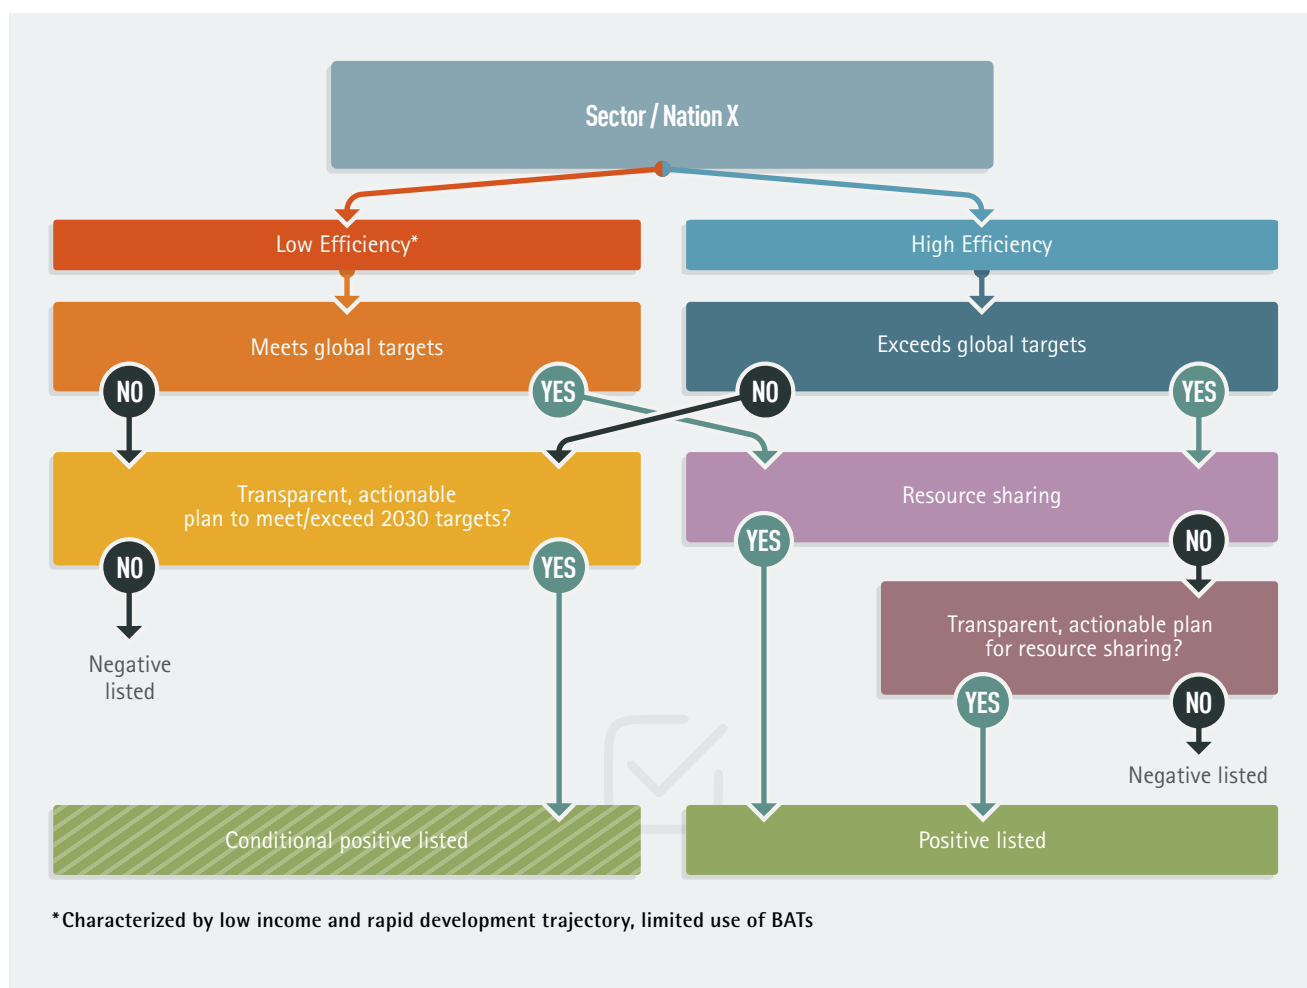 Sector / Nation X
Low Efficiency*
High Efficiency
Meets global targets
Exceeds global targets
NO
YES
NO
YES
Transparent, actionable
plan to meet/exceed 2030 targets?
Resource sharing
NO
YES
YES
NO
Transparent, actionable plan
for resource sharing?
Negative
listed
YES
NO
Negative listed
Conditional positive listed
Positive listed
*Characterized by low income and rapid development trajectory, limited use of BATs